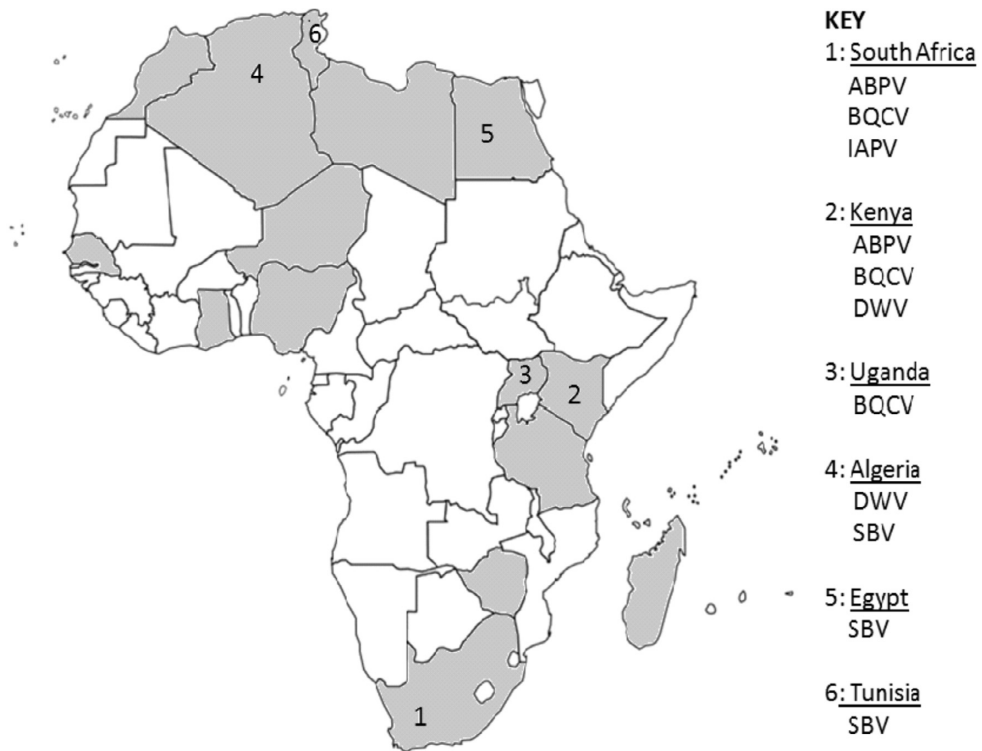 KEY
1: South Africa
ABPV
BQCV
IAPV
2: Kenya
ABPV
BQCV
DWV
3: Uganda
BQCV
4: Algeria
DWV
SBV
5: Egypt
SBV
6: Tunisia
SBV
6
4
5
3
2
1